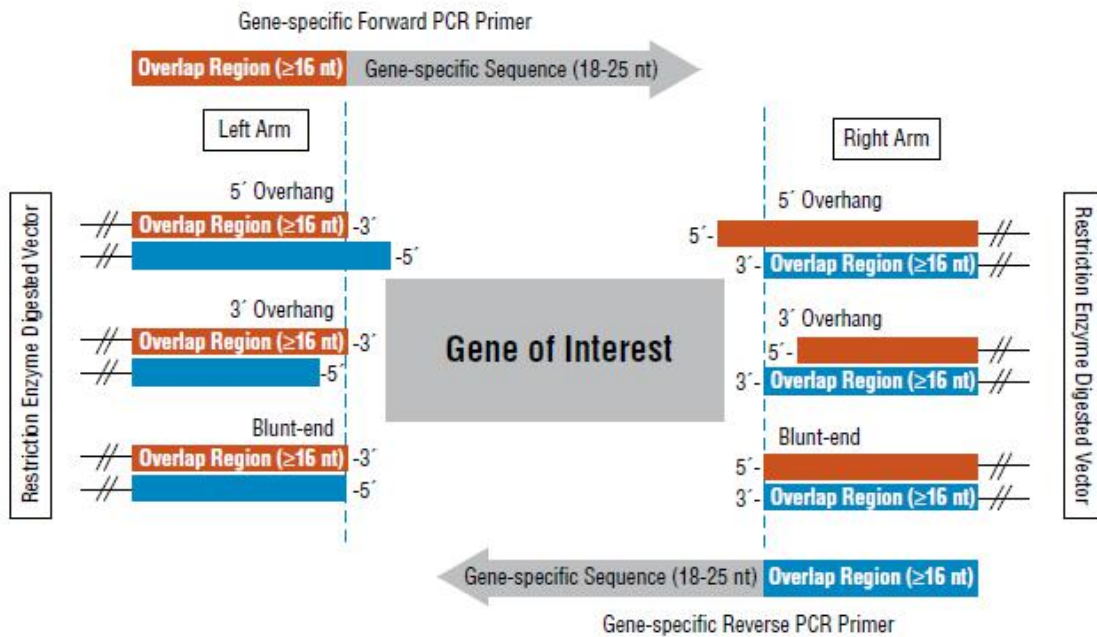 Gene-specific Forward PCR Primer
Overlap Region (≥16 nt)
Gene-specific Sequence (18-25 nt)
Left Arm
Right Arm
Restriction Enzyme Digested Vector
5´ Overhang
Overlap Region (≥16 nt)
-3´
-5´
3´ Overhang
Overlap Region (≥16 nt)
-3´
-5´
Blunt-end
Overlap Region (≥16 nt)
-3´
-5´
Gene of Interest
5´ Overhang
5´-
3´-
Overlap Region (≥16 nt)
3´ Overhang
5´-
3´-
Overlap Region (≥16 nt)
Blunt-end
5´-
3´-
Overlap Region (≥16 nt)
Restriction Enzyme Digested Vector
Gene-specific Sequence (18-25 nt)
Overlap Region (≥16 nt)
Gene-specific Reverse PCR Primer